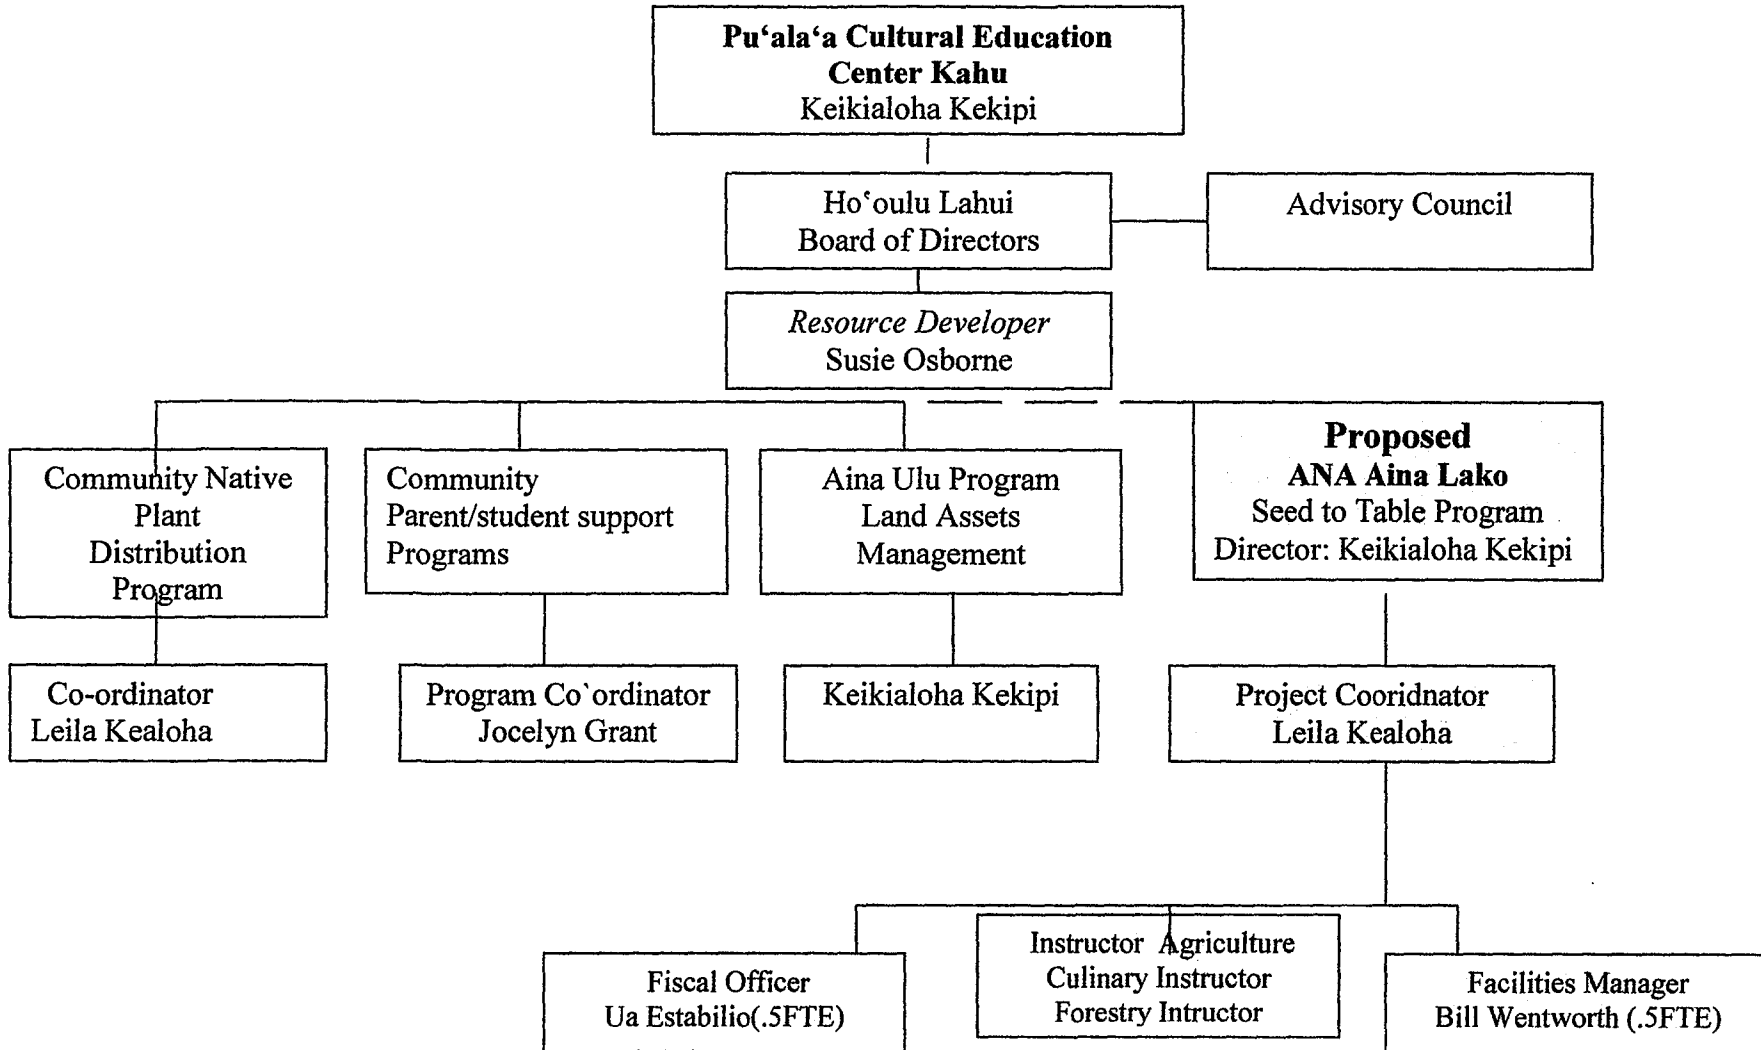 Pu‘ala‘a Cultural Education
Center Kahu
Keikialoha Kekipi
Ho‘oulu Lahui
Board of Directors
Advisory Council
Resource Developer
Susie Osborne
Community Native
Plant
Distribution
Program
Community
Parent/student support
Programs
Aina Ulu Program
Land Assets
Management
Proposed
ANA Aina Lako
Seed to Table Program
Director: Keikialoha Kekipi
Co-ordinator
Leila Kealoha
Program Co`ordinator
Jocelyn Grant
Keikialoha Kekipi
Project Cooridnator
Leila Kealoha
Fiscal Officer
Ua Estabilio(.5FTE)
Instructor Agriculture
Culinary Instructor
Forestry Intructor
Facilities Manager
Bill Wentworth (.5FTE)